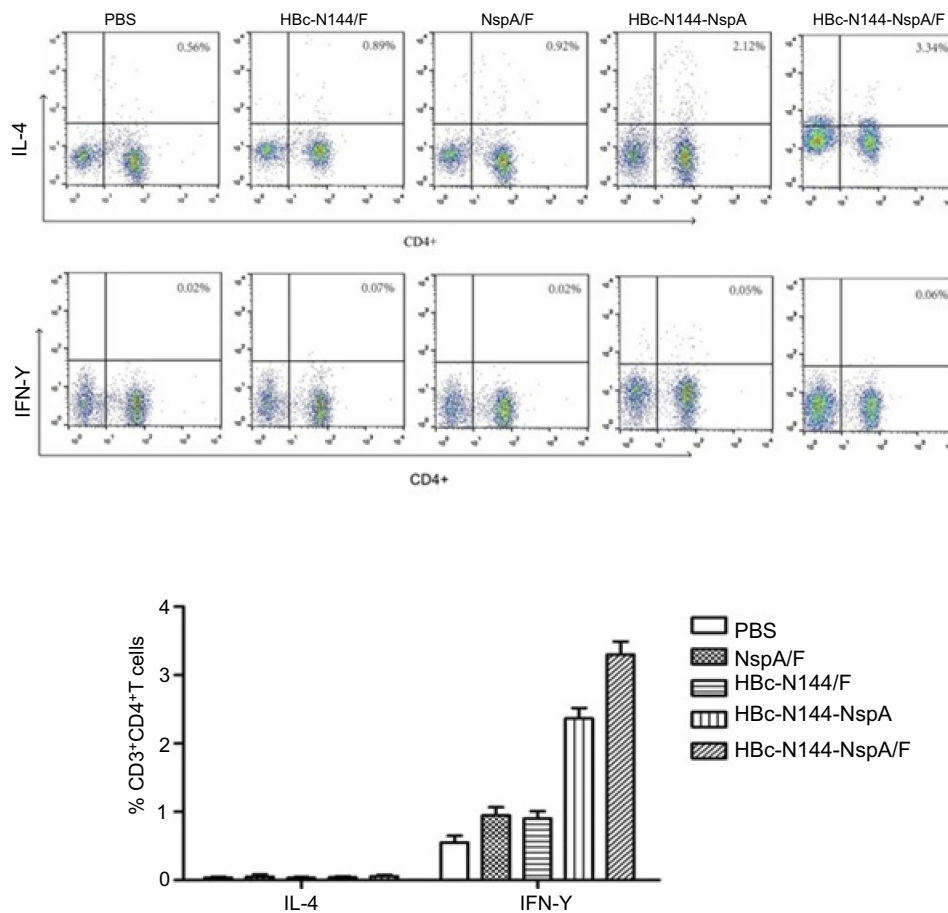 PBS
HBc-N144/F
NspA/F
HBc-N144-NspA
HBc-N144-NspA/F
IL-4
0.56%
0.89%
0.92%
2.12%
3.34%
CD4+
IFN-Y
0.02%
0.07%
0.02%
0.05%
0.06%
CD4+
% CD3+CD4+T cells
4
3
2
1
0
IL-4
IFN-Y
PBS
NspA/F
HBc-N144/F
HBc-N144-NspA
HBc-N144-NspA/F